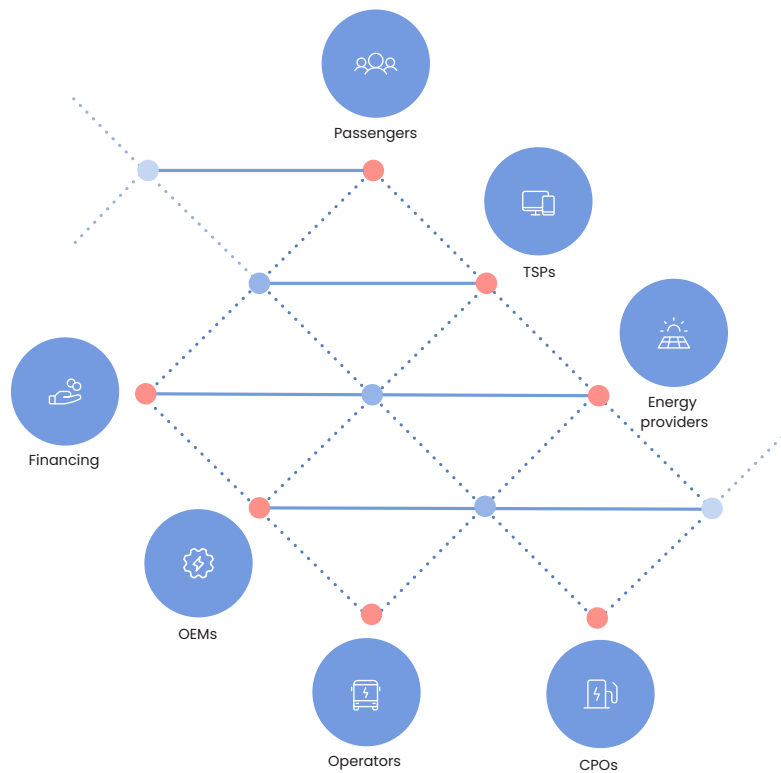 Passengers
TSPs
Energy
providers
Financing
OEMs
Operators
CPOs